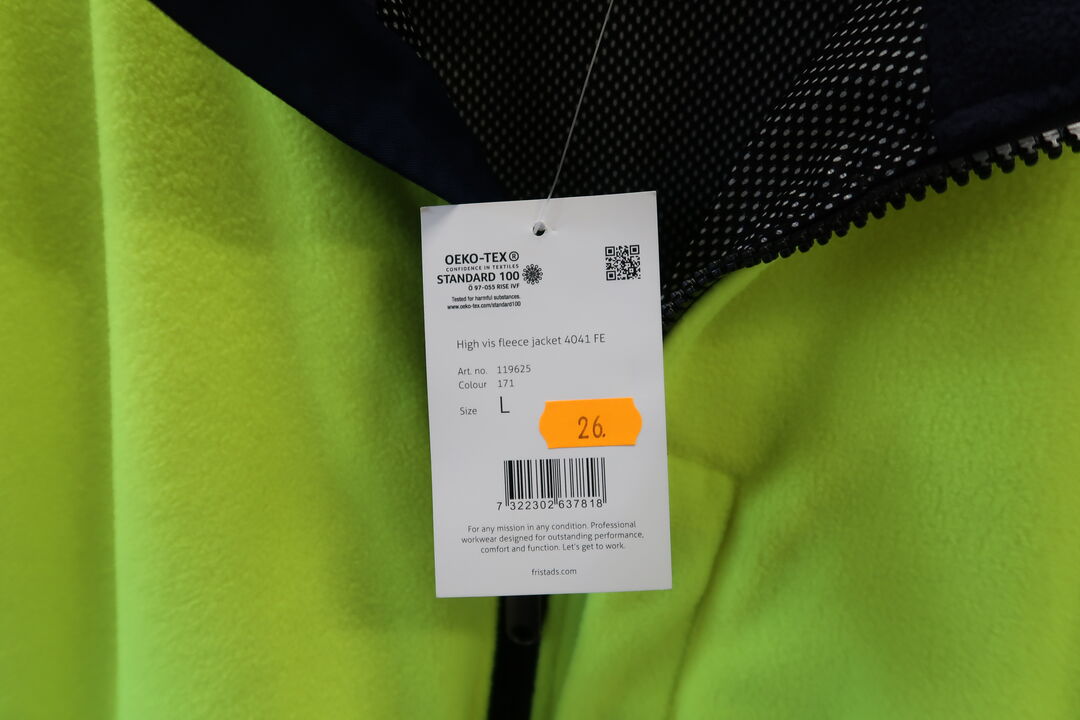 OEKO-TEX®
CONFIDENCE IN TEXTILES
STANDARD 100
Ö 97-055 RISE IVF
Tested for harmful substances.
www.oeko-tex.com/standard100
High vis fleece jacket 4041 FE
Art. no. 119625
Colour 171
Size L
26.
7 322302 637818
For any mission in any condition. Professional
workwear designed for outstanding performance,
comfort and function. Let's get to work.
fristads.com